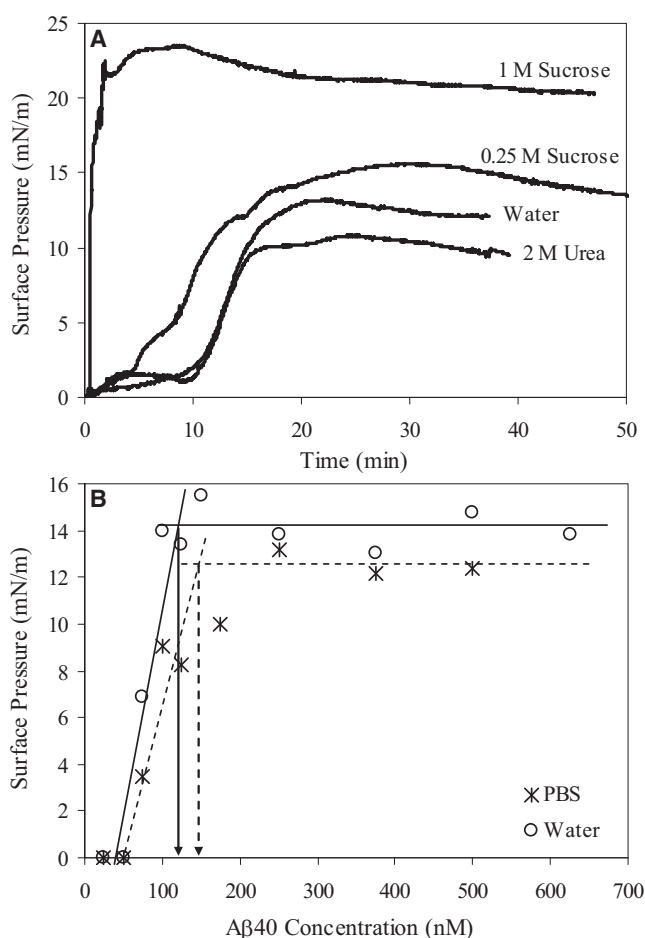 A
25
20
15
10
5
0
Surface Pressure (mN/m)
1 M Sucrose
0.25 M Sucrose
Water
2 M Urea
0 10 20 30 40 50
Time (min)
B
16
14
12
10
8
6
4
2
0
Surface Pressure (mN/m)
PBS
Water
0 100 200 300 400 500 600 700
Aβ40 Concentration (nM)